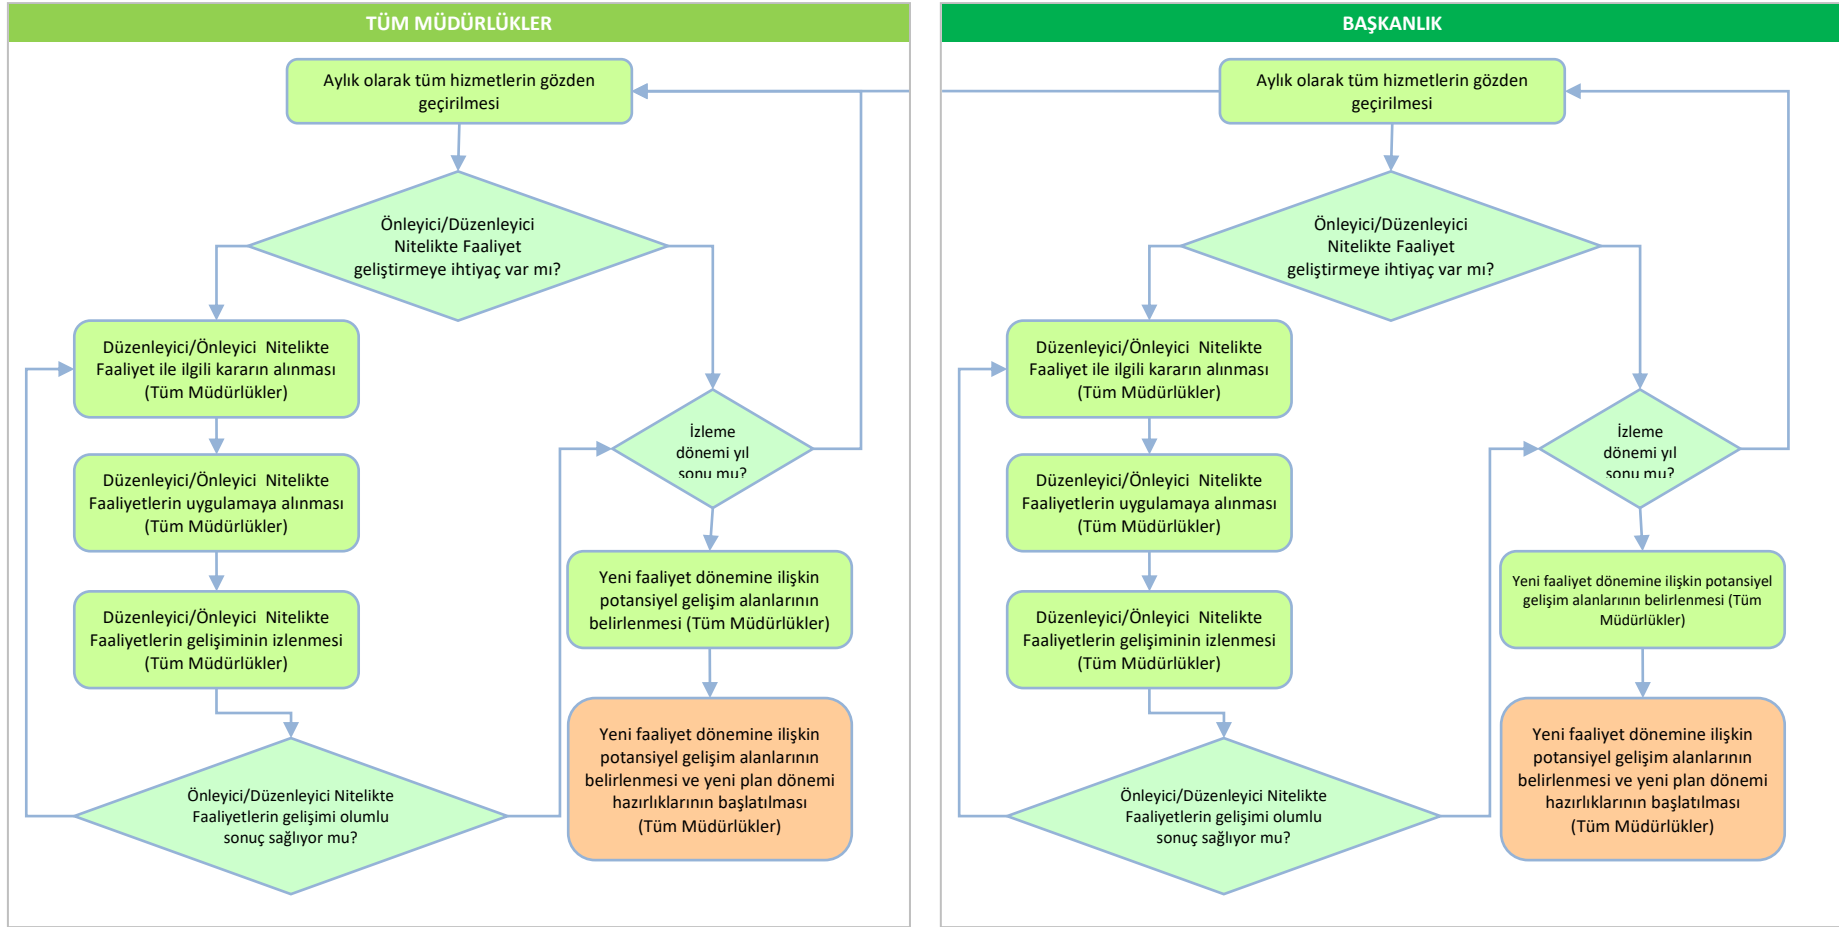 TÜM MÜDÜRLÜKLER
Aylık olarak tüm hizmetlerin gözden
geçirilmesi
Önleyici/Düzenleyici
Nitelikte Faaliyet
geliştirmeye ihtiyaç var mı?
Düzenleyici/Önleyici  Nitelikte
Faaliyet ile ilgili kararın alınması
(Tüm Müdürlükler)
İzleme
dönemi yıl
sonu mu?
Düzenleyici/Önleyici  Nitelikte
Faaliyetlerin uygulamaya alınması
(Tüm Müdürlükler)
Yeni faaliyet dönemine ilişkin
potansiyel gelişim alanlarının
belirlenmesi (Tüm Müdürlükler)
Düzenleyici/Önleyici  Nitelikte
Faaliyetlerin gelişiminin izlenmesi
(Tüm Müdürlükler)
Yeni faaliyet dönemine ilişkin
potansiyel gelişim alanlarının
belirlenmesi ve yeni plan dönemi
hazırlıklarının başlatılması
(Tüm Müdürlükler)
Önleyici/Düzenleyici Nitelikte
Faaliyetlerin gelişimi olumlu
sonuç sağlıyor mu?
BAŞKANLIK
Aylık olarak tüm hizmetlerin gözden
geçirilmesi
Önleyici/Düzenleyici
Nitelikte Faaliyet
geliştirmeye ihtiyaç var mı?
Düzenleyici/Önleyici  Nitelikte
Faaliyet ile ilgili kararın alınması
(Tüm Müdürlükler)
İzleme
dönemi yıl
sonu mu?
Düzenleyici/Önleyici  Nitelikte
Faaliyetlerin uygulamaya alınması
(Tüm Müdürlükler)
Yeni faaliyet dönemine ilişkin potansiyel
gelişim alanlarının belirlenmesi (Tüm
Müdürlükler)
Düzenleyici/Önleyici  Nitelikte
Faaliyetlerin gelişiminin izlenmesi
(Tüm Müdürlükler)
Yeni faaliyet dönemine ilişkin
potansiyel gelişim alanlarının
belirlenmesi ve yeni plan dönemi
hazırlıklarının başlatılması
(Tüm Müdürlükler)
Önleyici/Düzenleyici Nitelikte
Faaliyetlerin gelişimi olumlu
sonuç sağlıyor mu?